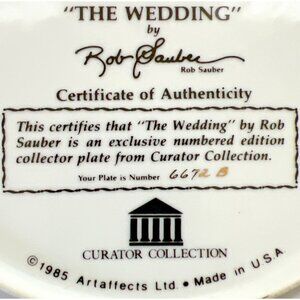 "THE WEDDING"
by
Rob Sauber
Rob Sauber
Certificate of Authenticity
This certifies that "The Wedding" by Rob
Sauber is an exclusive numbered edition
collector plate from Curator Collection.
Your Plate is Number 6672 B
CURATOR COLLECTION
©1985 Artaffects Ltd. • Made in U.S.A